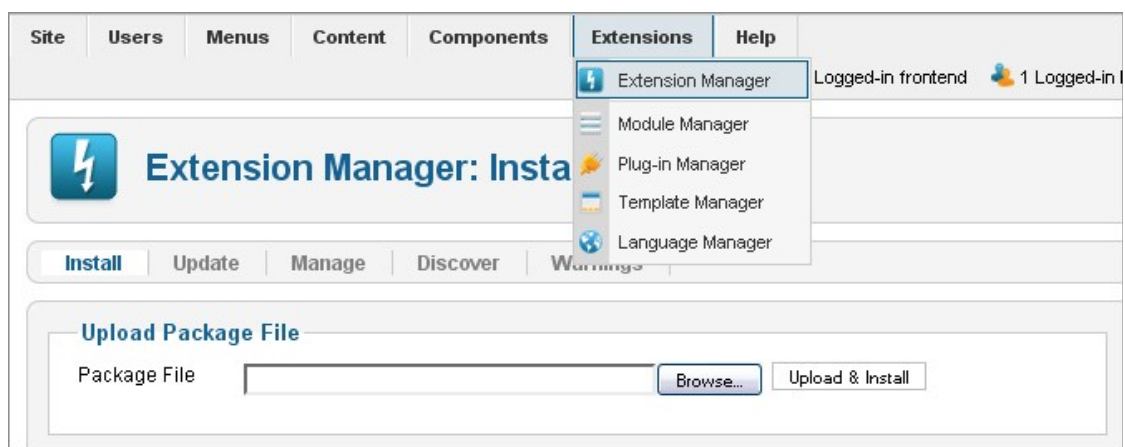 Site Users Menus Content Components Extensions Help
Extension Manager Logged-in frontend 1 Logged-in
Module Manager
Extension Manager: Insta
Plug-in Manager
Template Manager
Language Manager
Install Update Manage Discover Warnings
Upload Package File
Package File Browse... Upload & Install